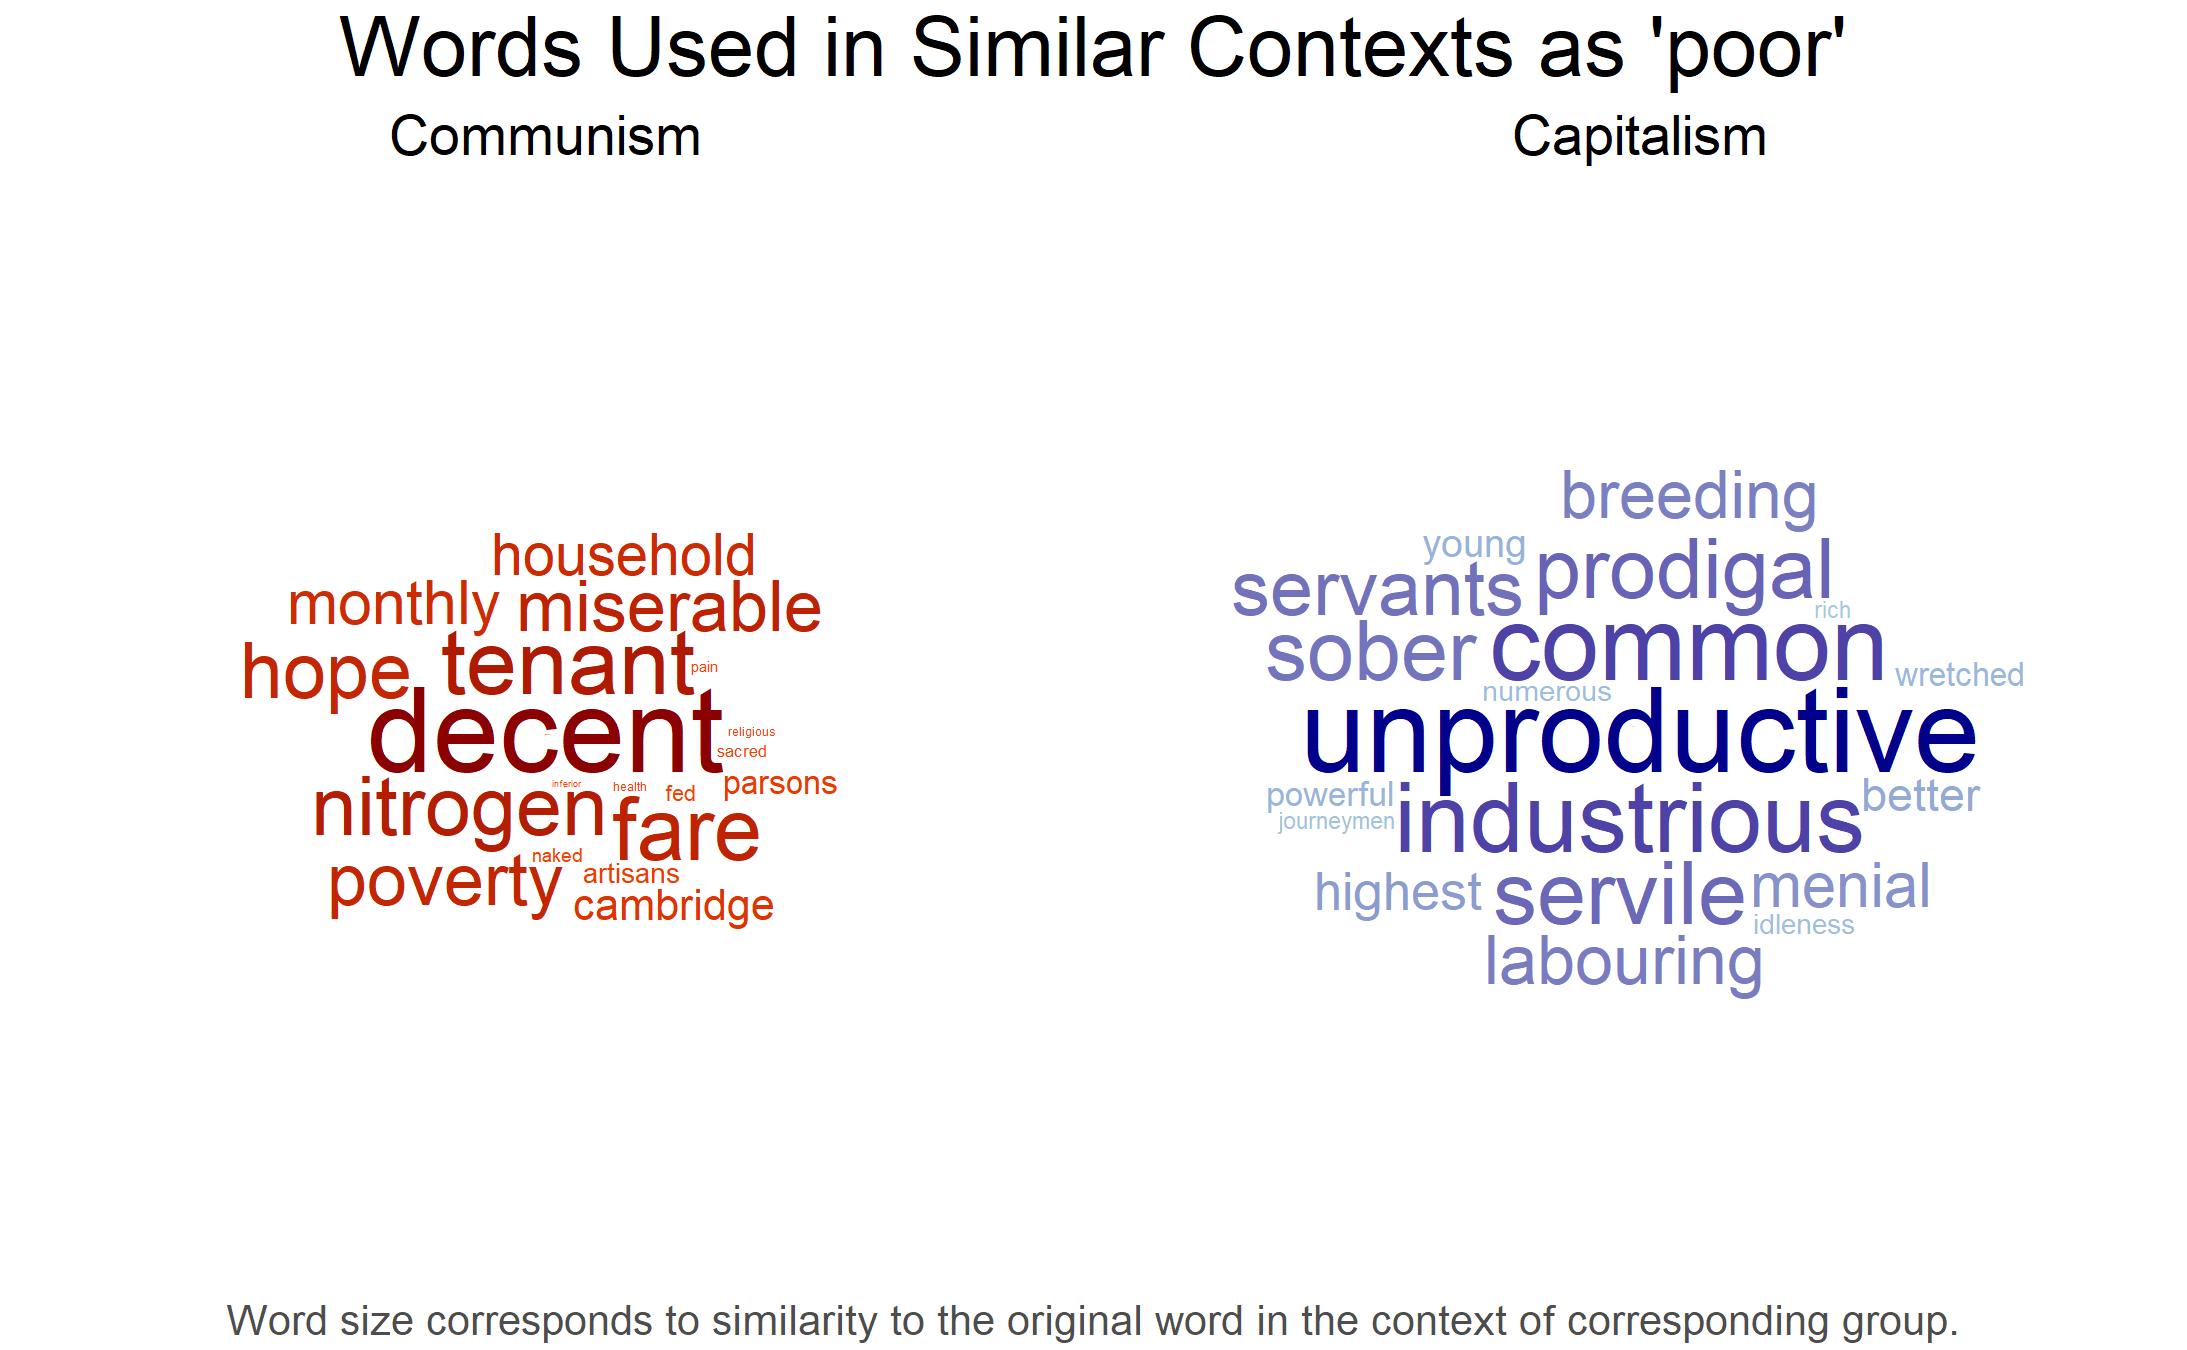 Words Used in Similar Contexts as 'poor'
Communism
Capitalism
household
monthly miserable
hope tenant pain
decent
religious
sacred
nitrogen inferior health fed parsons
fare
poverty naked artisans
cambridge
breeding
young
servants prodigal
rich
sober common
numerous wretched
unproductive
powerful industrious better
journeymen
highest servile menial
idleness
labouring
Word size corresponds to similarity to the original word in the context of corresponding group.